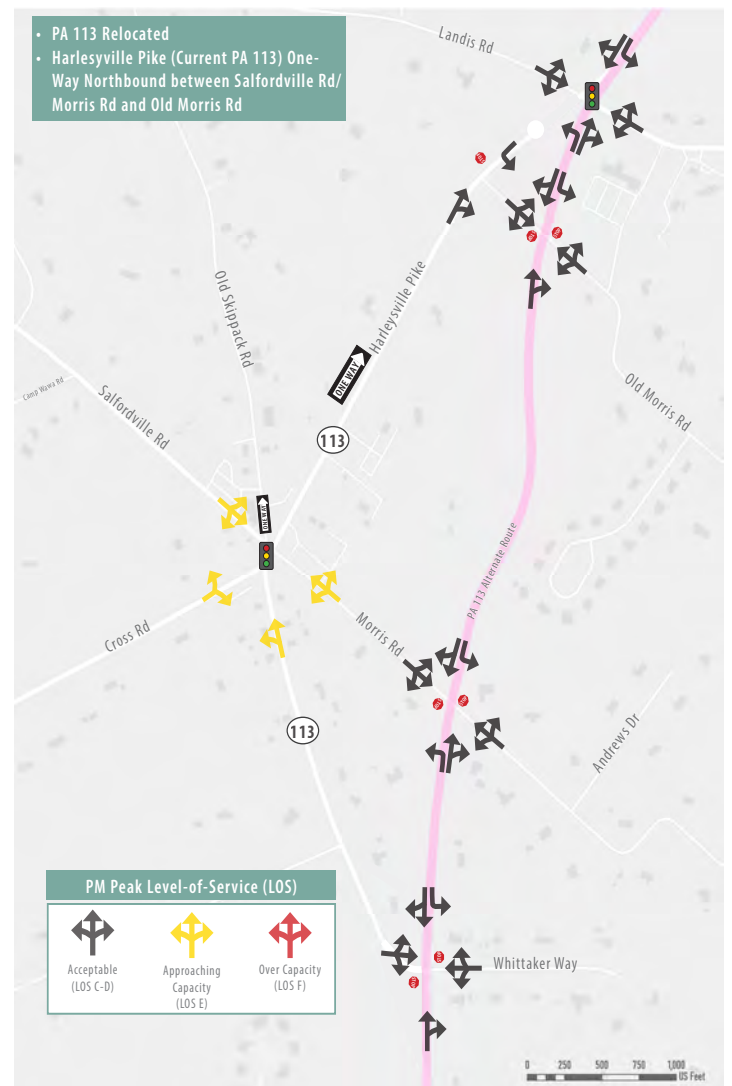 • PA 113 Relocated
• Harlesyville Pike (Current PA 113) One-
Way Northbound between Salfordville Rd/
Morris Rd and Old Morris Rd
Landis Rd
Old Skippack Rd
Harleysville Pike
ONE WAY
Camp Wawa Rd
Salfordville Rd
Old Morris Rd
113
ONE WAY
PA 113 Alternate Route
Cross Rd
Morris Rd
113
Andrews Dr
PM Peak Level-of-Service (LOS)
Acceptable
(LOS C-D)
Approaching
Capacity
(LOS E)
Over Capacity
(LOS F)
Whittaker Way
0 250 500 750 1,000
US Feet